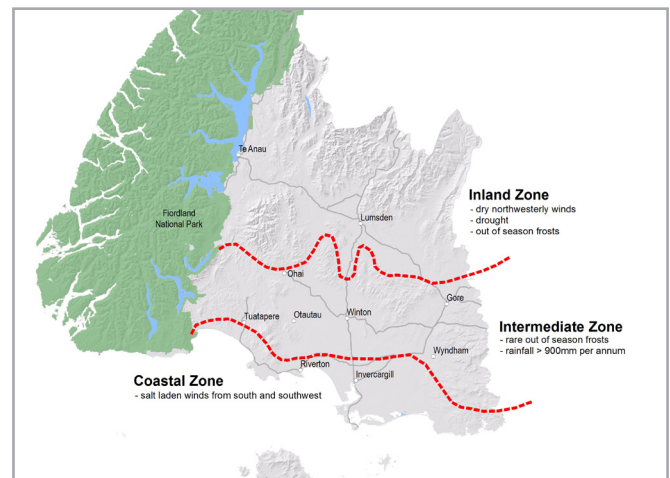 Te Anau
Fiordland
National Park
Lumsden
Inland Zone
- dry northwesterly winds
- drought
- out of season frosts
Ohai
Gore
Tuatapere
Otautau
Winton
Intermediate Zone
- rare out of season frosts
- rainfall > 900mm per annum
Wyndham
Riverton
Invercargill
Coastal Zone
- salt laden winds from south and southwest